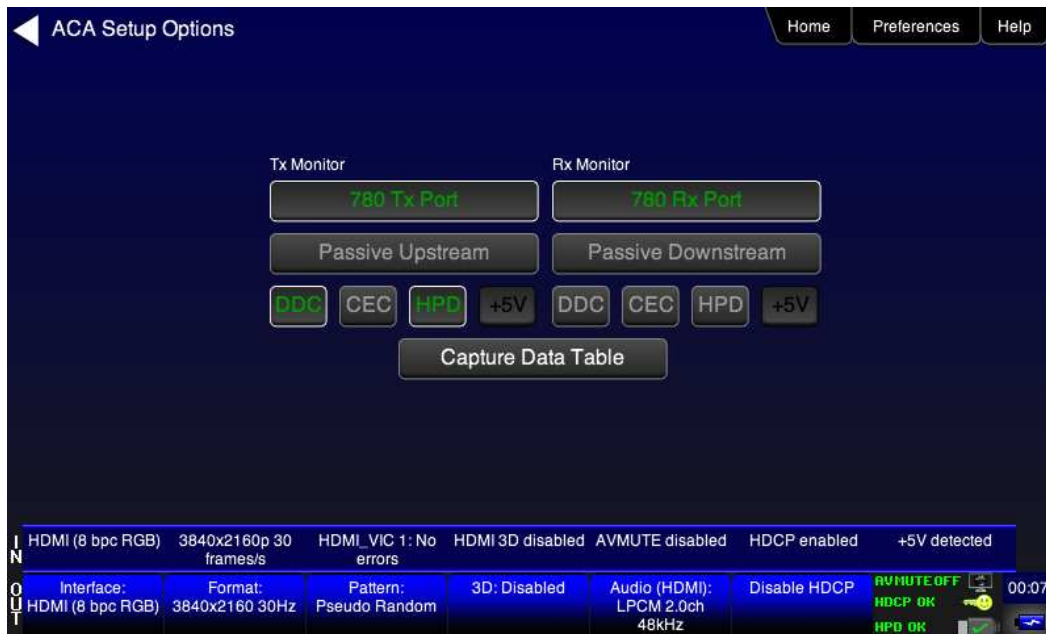 ACA Setup Options
Home
Preferences
Help
Tx Monitor
Rx Monitor
780 Tx Port
780 Rx Port
Passive Upstream
Passive Downstream
DDC
CEC
HPD
+5V
DDC
CEC
HPD
+5V
Capture Data Table
IN
HDMI (8 bpc RGB)
3840x2160p 30
frames/s
HDMI_VIC 1: No
errors
HDMI 3D disabled
AVMUTE disabled
HDCP enabled
+5V detected
OUT
Interface:
HDMI (8 bpc RGB)
Format:
3840x2160 30Hz
Pattern:
Pseudo Random
3D: Disabled
Audio (HDMI):
LPCM 2.0ch
48kHz
Disable HDCP
AVMUTE OFF
HDCP OK
HPD OK
00:07